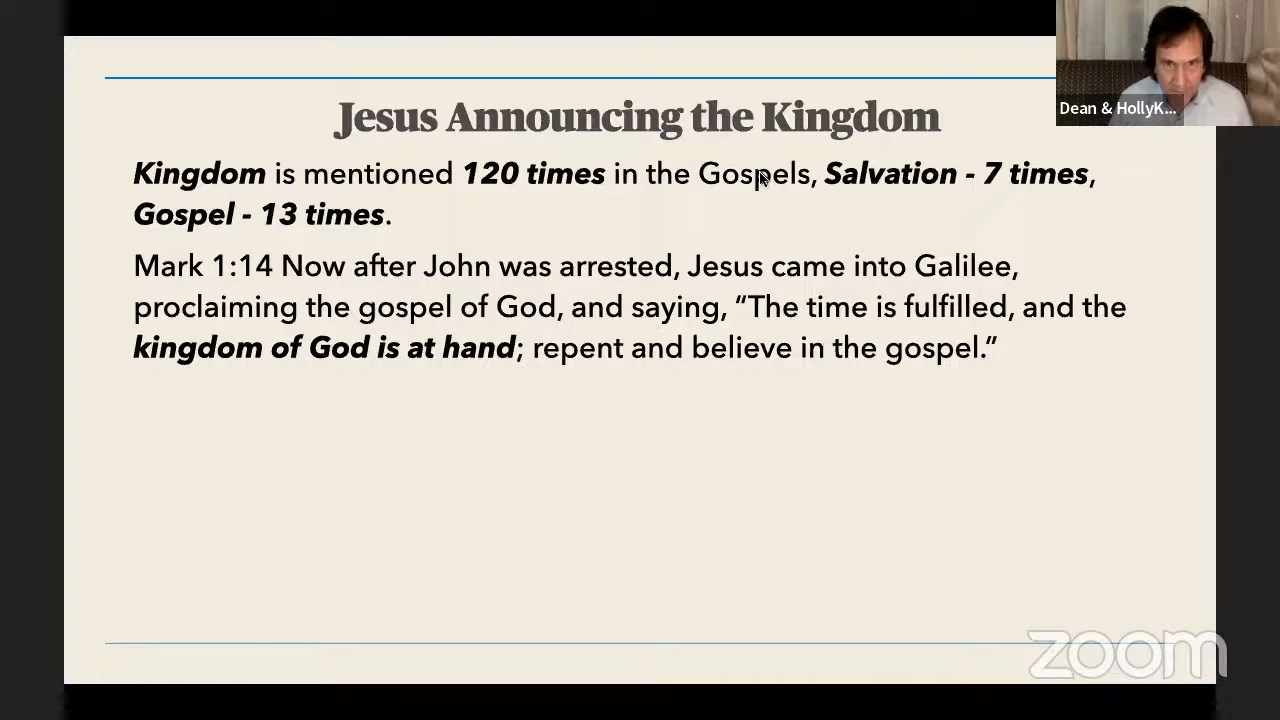 Jesus Announcing the Kingdom
Dean & HollyK...
Kingdom is mentioned 120 times in the Gospels, Salvation - 7 times,
Gospel - 13 times.
Mark 1:14 Now after John was arrested, Jesus came into Galilee,
proclaiming the gospel of God, and saying, “The time is fulfilled, and the
kingdom of God is at hand; repent and believe in the gospel.”
zoom